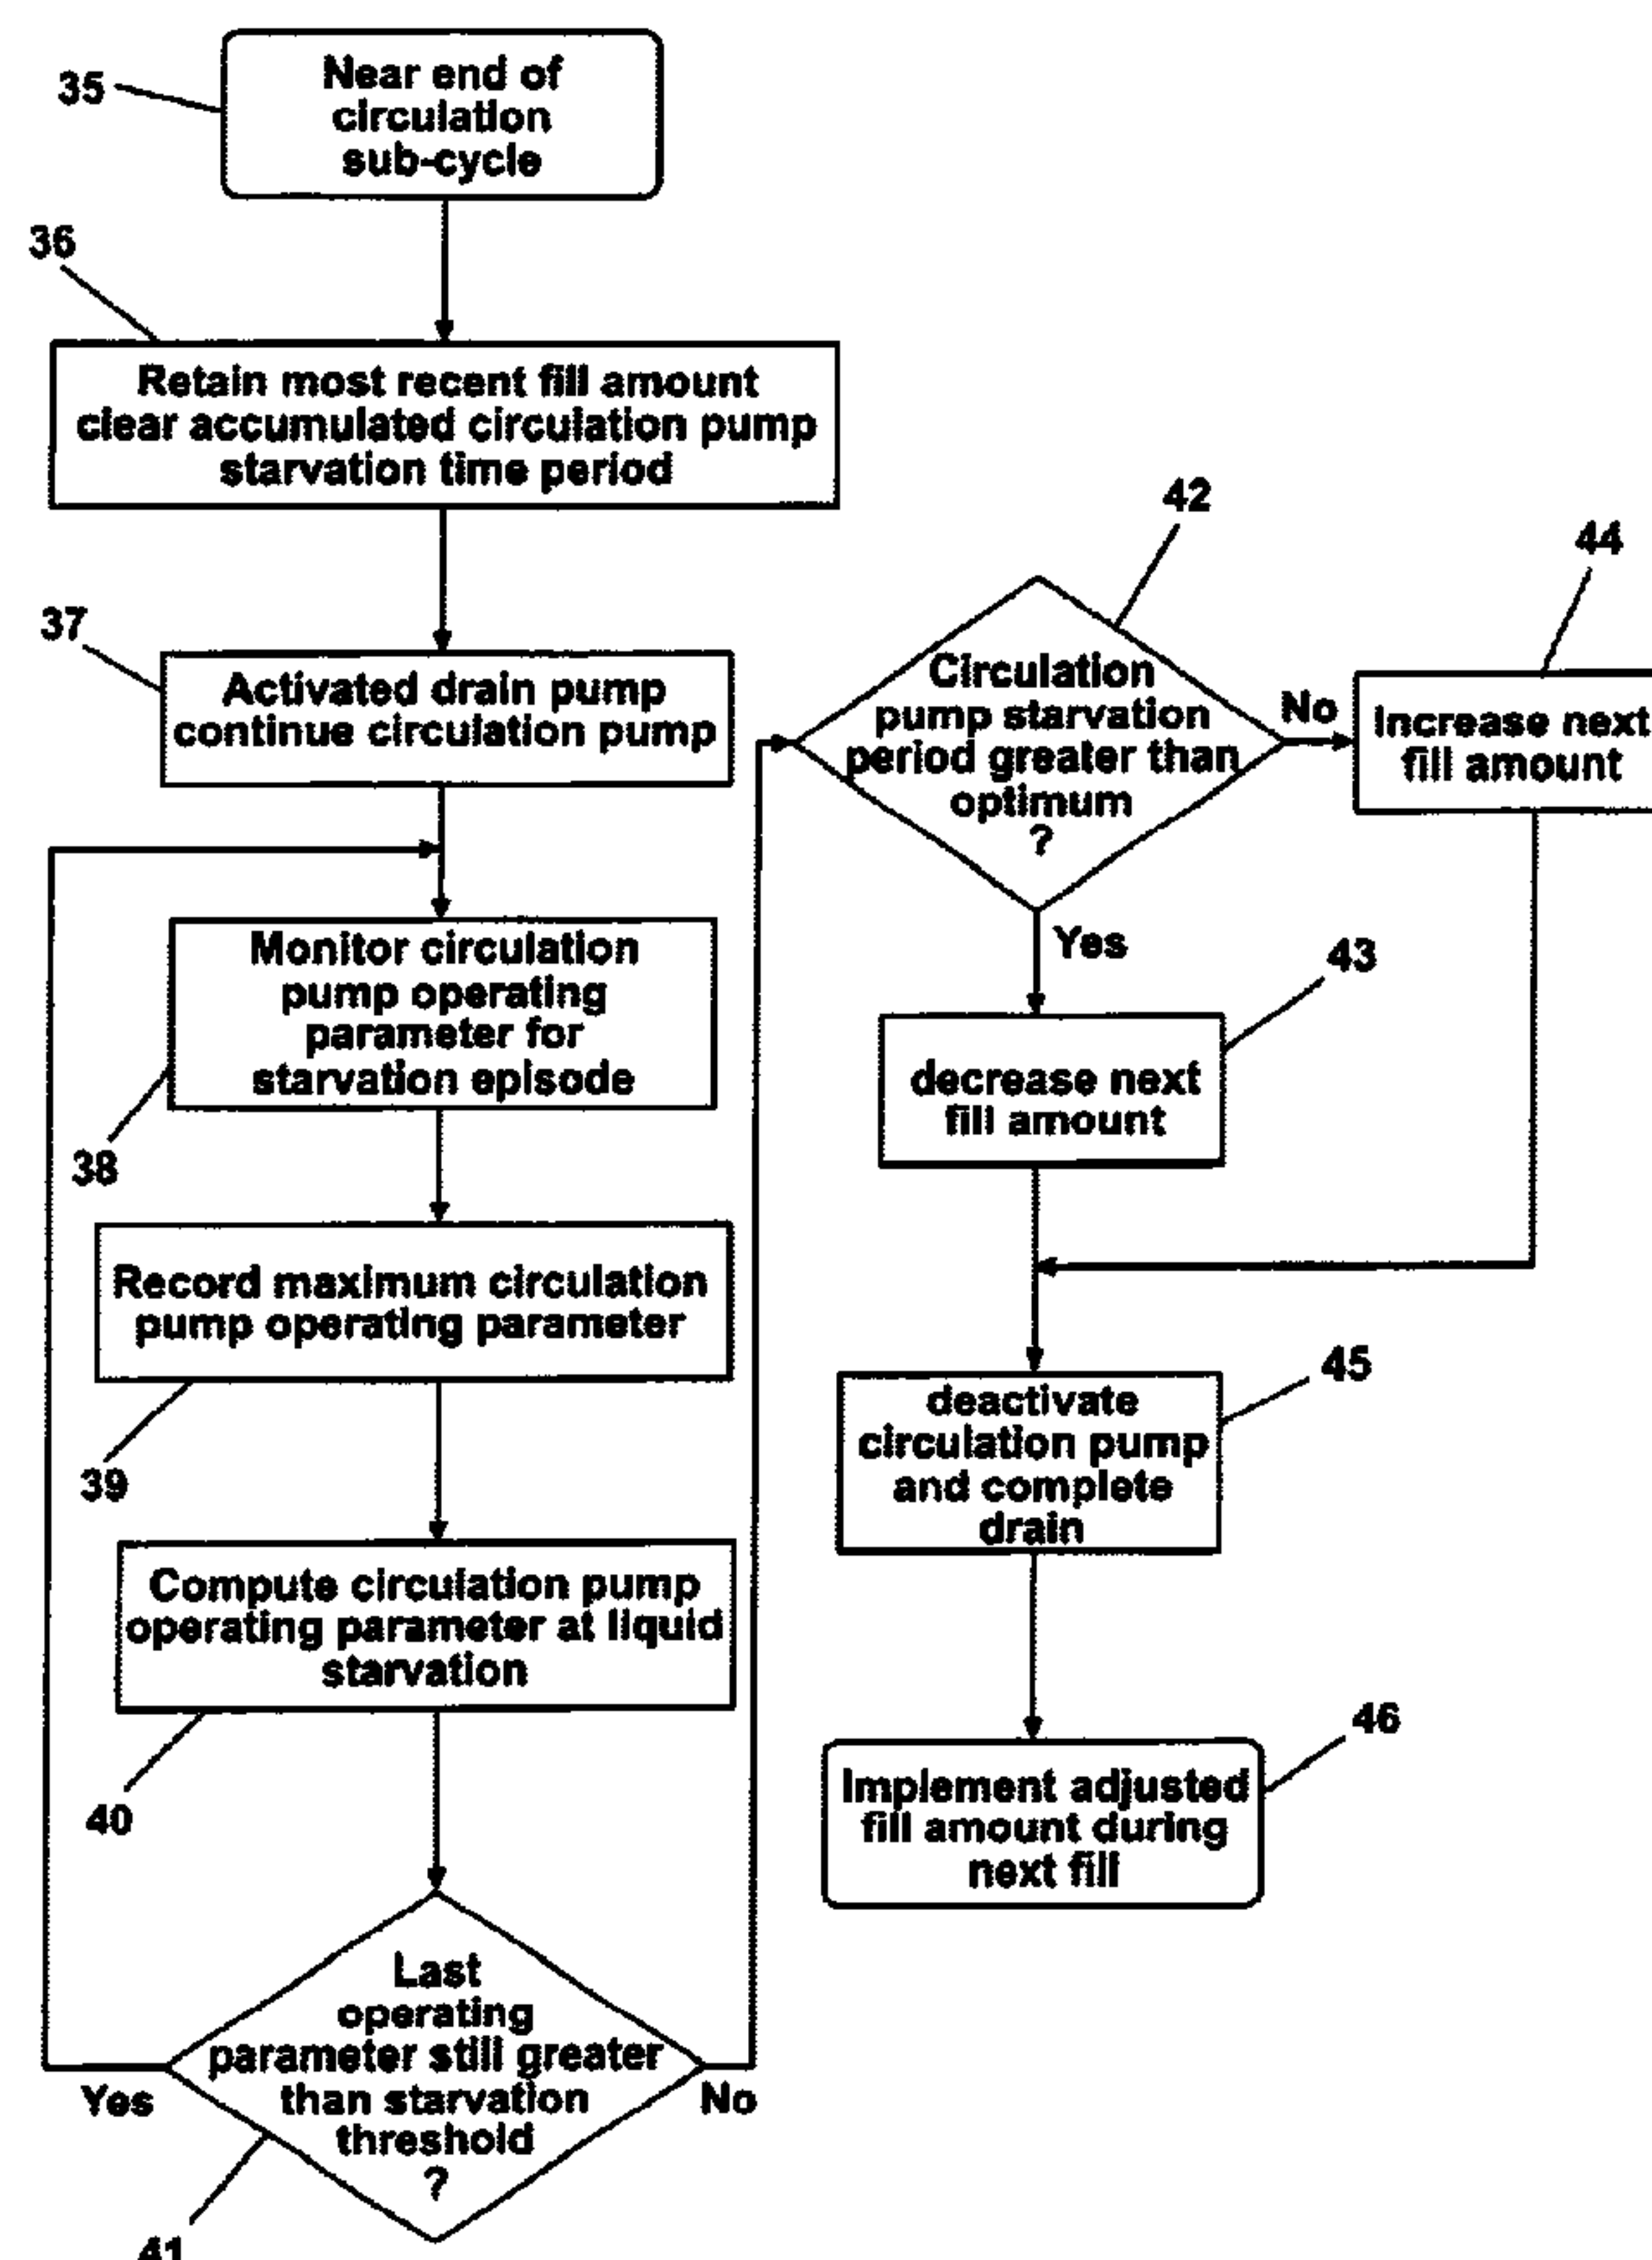 35
Near end of
circulation
sub-cycle
36
Retain most recent fill amount
clear accumulated circulation pump
starvation time period
37
Activated drain pump
continue circulation pump
38
Monitor circulation
pump operating
parameter for
starvation episode
39
Record maximum circulation
pump operating parameter
40
Compute circulation pump
operating parameter at liquid
starvation
41
Last
operating
parameter still greater
than starvation
threshold
?
Yes
No
42
Circulation
pump starvation
period greater than
optimum
?
No
Yes
44
Increase next
fill amount
43
decrease next
fill amount
45
deactivate
circulation pump
and complete
drain
46
Implement adjusted
fill amount during
next fill